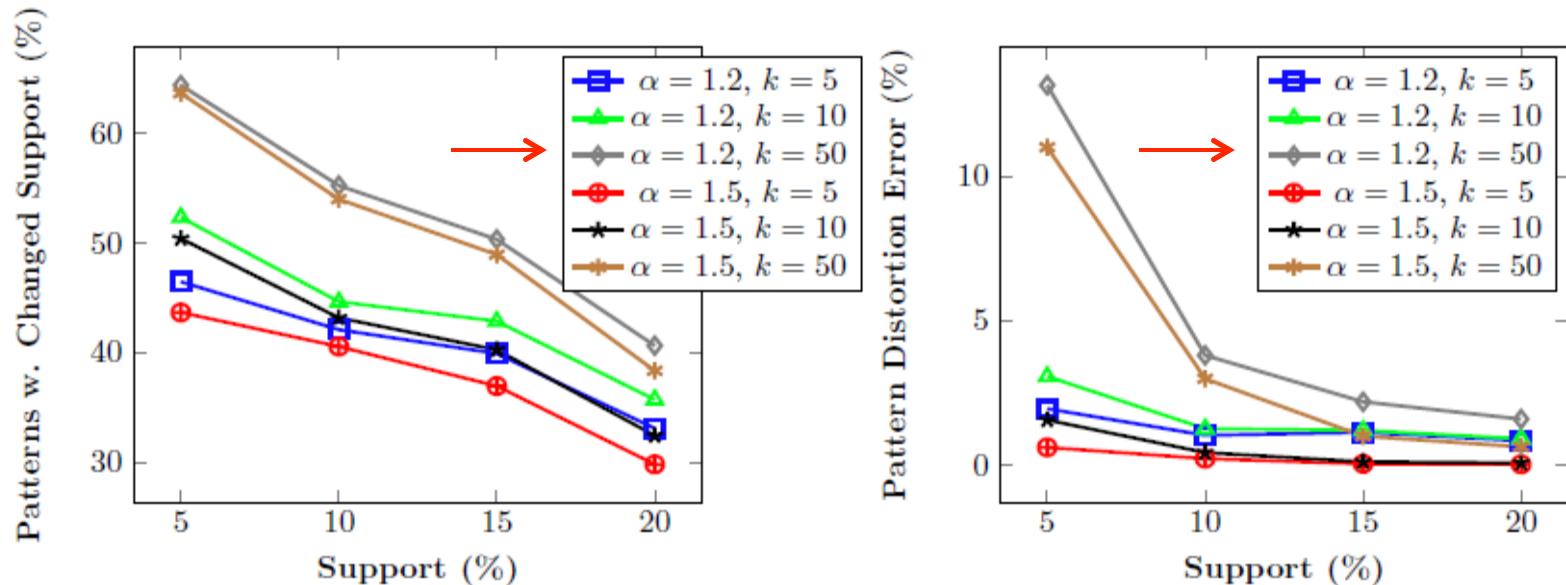 Patterns w. Changed Support (%)
60
50
40
30
5 10 15 20
Support (%)
α = 1.2, k = 5
α = 1.2, k = 10
α = 1.2, k = 50
α = 1.5, k = 5
α = 1.5, k = 10
α = 1.5, k = 50
Pattern Distortion Error (%)
10
5
0
5 10 15 20
Support (%)
α = 1.2, k = 5
α = 1.2, k = 10
α = 1.2, k = 50
α = 1.5, k = 5
α = 1.5, k = 10
α = 1.5, k = 50